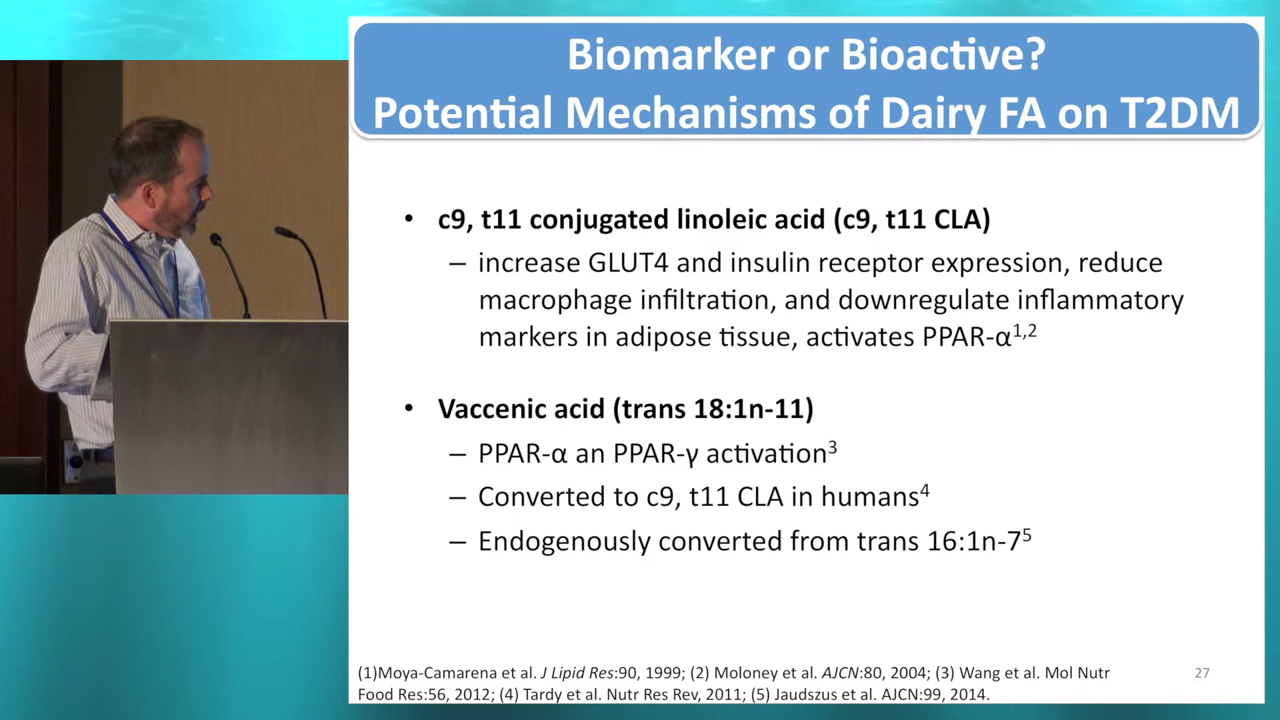 Biomarker or Bioactive?
Potential Mechanisms of Dairy FA on T2DM
• c9, t11 conjugated linoleic acid (c9, t11 CLA)
– increase GLUT4 and insulin receptor expression, reduce
macrophage infiltration, and downregulate inflammatory
markers in adipose tissue, activates PPAR-α1,2
• Vaccenic acid (trans 18:1n-11)
– PPAR-α an PPAR-γ activation3
– Converted to c9, t11 CLA in humans4
– Endogenously converted from trans 16:1n-75
(1)Moya-Camarena et al. J Lipid Res:90, 1999; (2) Moloney et al. AJCN:80, 2004; (3) Wang et al. Mol Nutr
Food Res:56, 2012; (4) Tardy et al. Nutr Res Rev, 2011; (5) Jaudszus et al. AJCN:99, 2014.
27